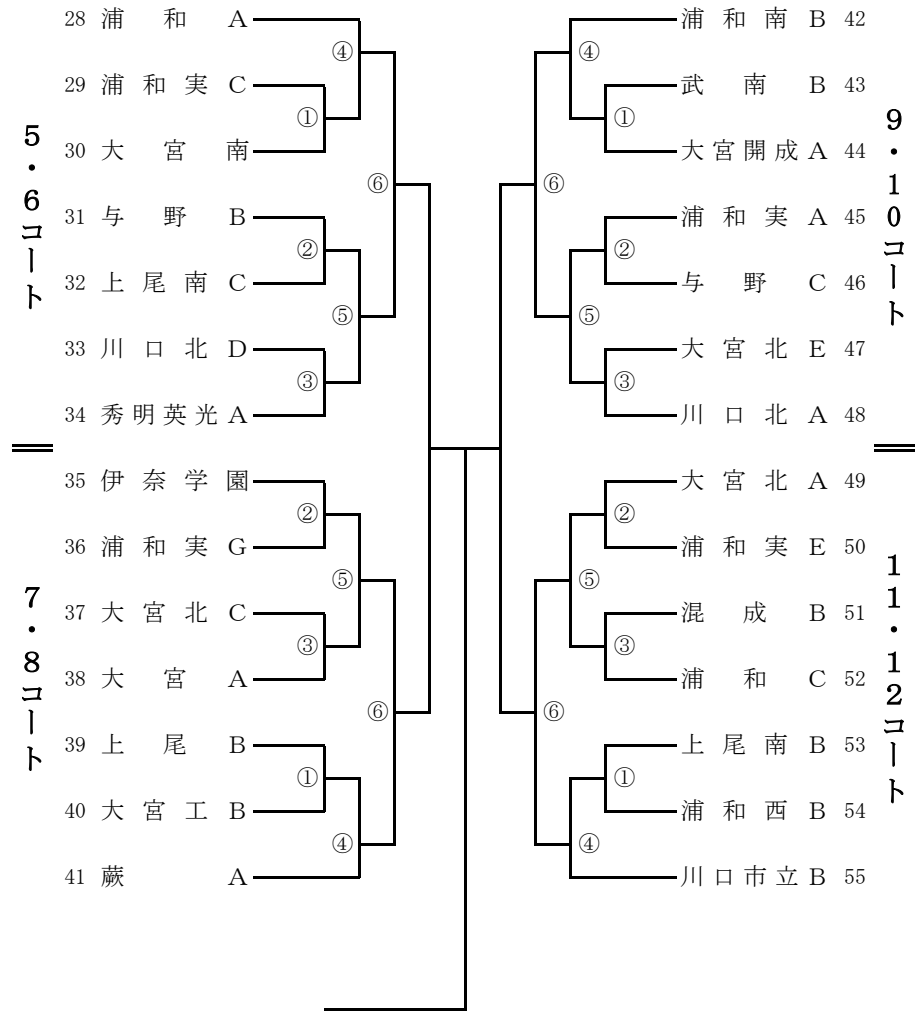 5・6コート
28 浦和 A
④
29 浦和実 C
①
30 大宮南
⑥
31 与野 B
②
32 上尾南 C
⑤
33 川口北 D
③
34 秀明英光 A
7・8コート
35 伊奈学園
②
36 浦和実 G
⑤
37 大宮北 C
③
38 大宮 A
⑥
39 上尾 B
①
40 大宮工 B
④
41 蕨 A
9・10コート
浦和南 B 42
④
武南 B 43
①
大宮開成 A 44
⑥
浦和実 A 45
②
与野 C 46
⑤
大宮北 E 47
③
川口北 A 48
11・12コート
大宮北 A 49
②
浦和実 E 50
⑤
混成 B 51
③
浦和 C 52
⑥
上尾南 B 53
①
浦和西 B 54
④
川口市立 B 55